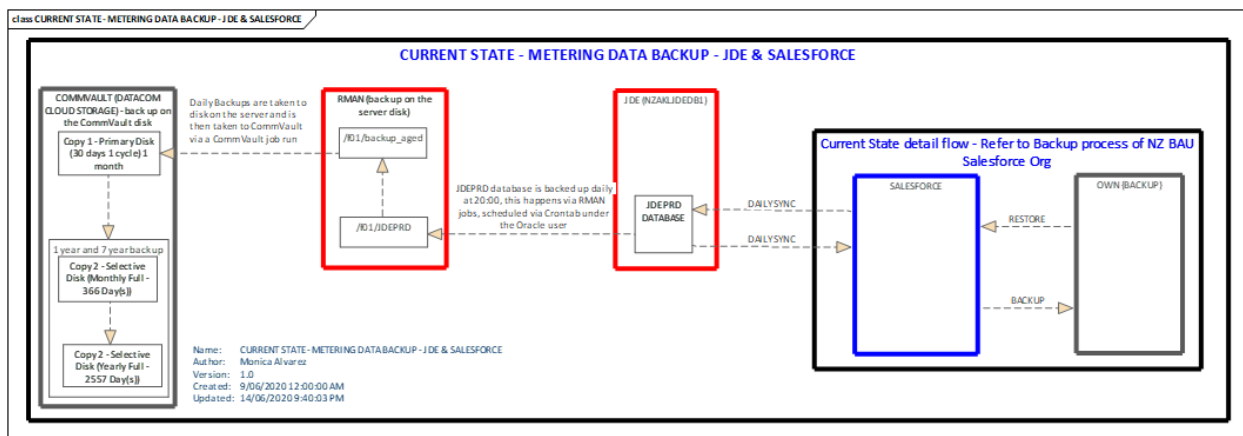 class CURRENT STATE - METERING DATA BACKUP - JDE & SALESFORCE
CURRENT STATE - METERING DATA BACKUP - JDE & SALESFORCE
COMMVAULT (DATACOM
CLOUD STORAGE) - back up on
the CommVault disk
Copy 1 - Primary Disk
(30 days 1 cycle) 1
month
1 year and 7 year backup
Copy 2 - Selective
Disk (Monthly Full -
366 Day(s))
Copy 2 - Selective
Disk (Yearly Full -
2557 Day(s))
Daily Backups are taken to
disk on the server and is
then taken to CommVault
via a CommVault job run
RMAN (backup on the
server disk)
/f01/backup_aged
/f01/JDEPRD
JDEPRD database is backed up daily
at 20:00, this happens via RMAN
jobs, scheduled via Crontab under
the Oracle user
JDE (NZAKLJDEDB1)
JDEPRD
DATABASE
DAILY SYNC
DAILY SYNC
Current State detail flow - Refer to Backup process of NZ BAU
Salesforce Org
SALESFORCE
OWN (BACKUP)
RESTORE
BACKUP
Name: CURRENT STATE - METERING DATA BACKUP - JDE & SALESFORCE
Author: Monica Alvarez
Version: 1.0
Created: 9/06/2020 12:00:00 AM
Updated: 14/06/2020 9:40:03 PM